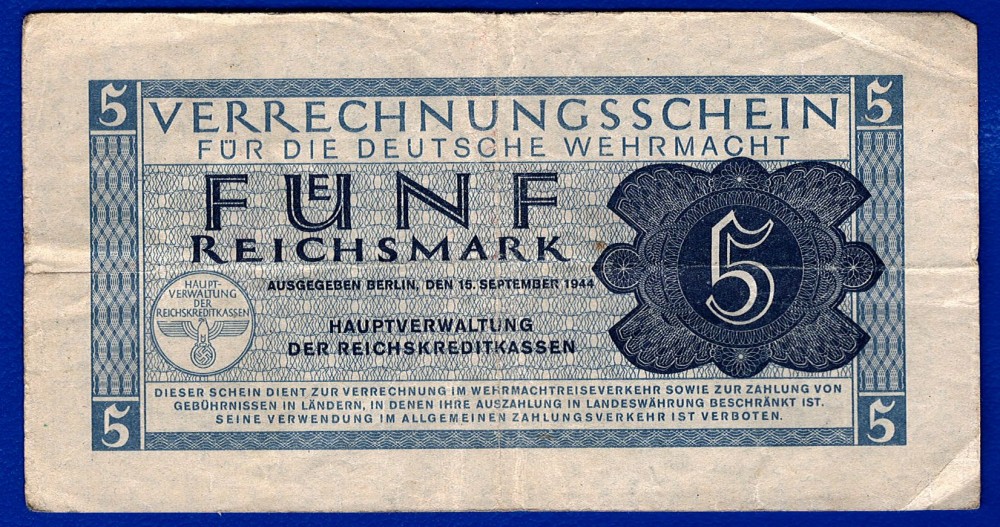 5 5
VERRECHNUNGSSCHEIN
FÜR DIE DEUTSCHE WEHRMACHT
FUENF
REICHSMARK
5
AUSGEGEBEN BERLIN, DEN 15. SEPTEMBER 1944
HAUPT-
VERWALTUNG
DER
REICHSKREDITKASSEN
HAUPTVERWALTUNG
DER REICHSKREDITKASSEN
DIESER SCHEIN DIENT ZUR VERRECHNUNG IM WEHRMACHTREISEVERKEHR SOWIE ZUR ZAHLUNG VON
GEBÜHRNISSEN IN LÄNDERN, IN DENEN IHRE AUSZAHLUNG IN LANDESWÄHRUNG BESCHRÄNKT IST.
SEINE VERWENDUNG IM ALLGEMEINEN ZAHLUNGSVERKEHR IST VERBOTEN.
5 5